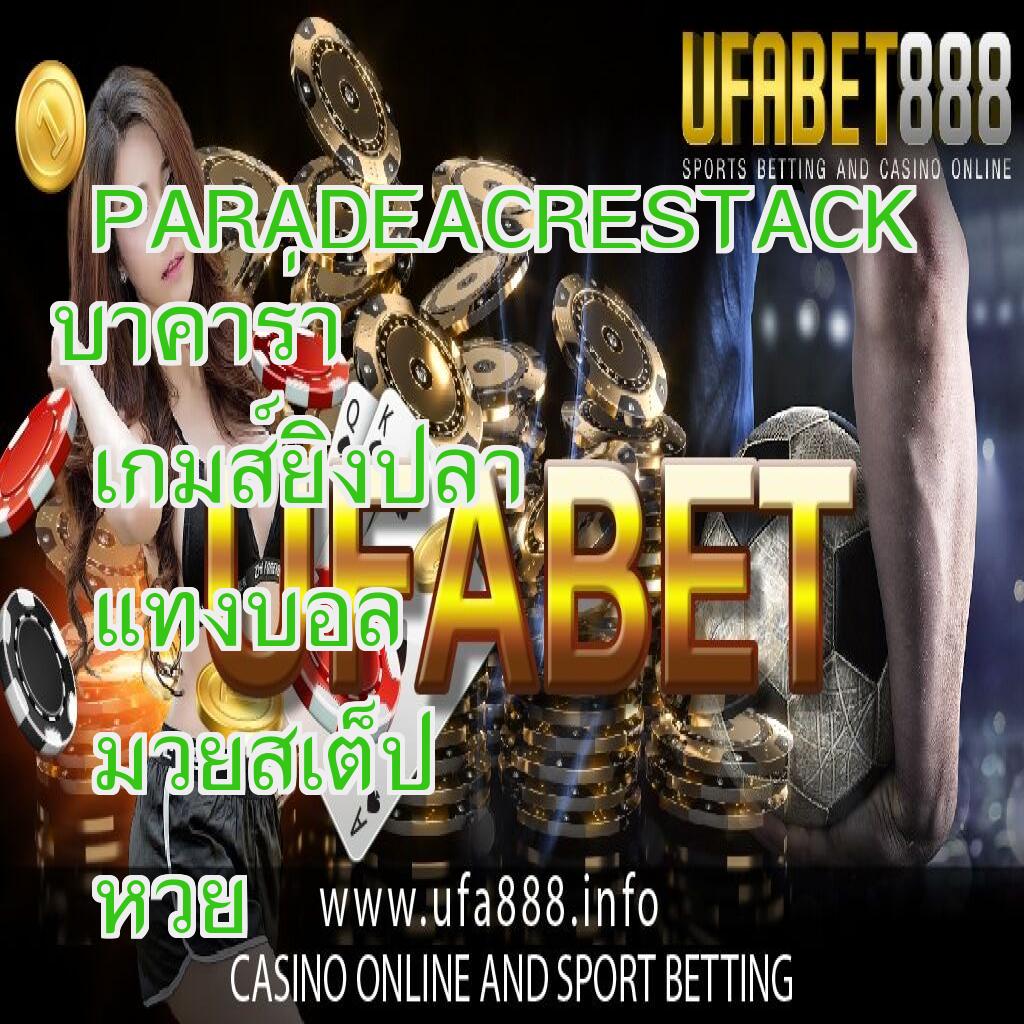 UFABET888
SPORTS BETTING AND CASINO ONLINE
PARADEACRESTACK
บาคาร่า
เกมส์ยิงปลา
UFABET
แทงบอล
มวยสเต็ป
หวย
www.ufa888.info
CASINO ONLINE AND SPORT BETTING
Q
K
A
1